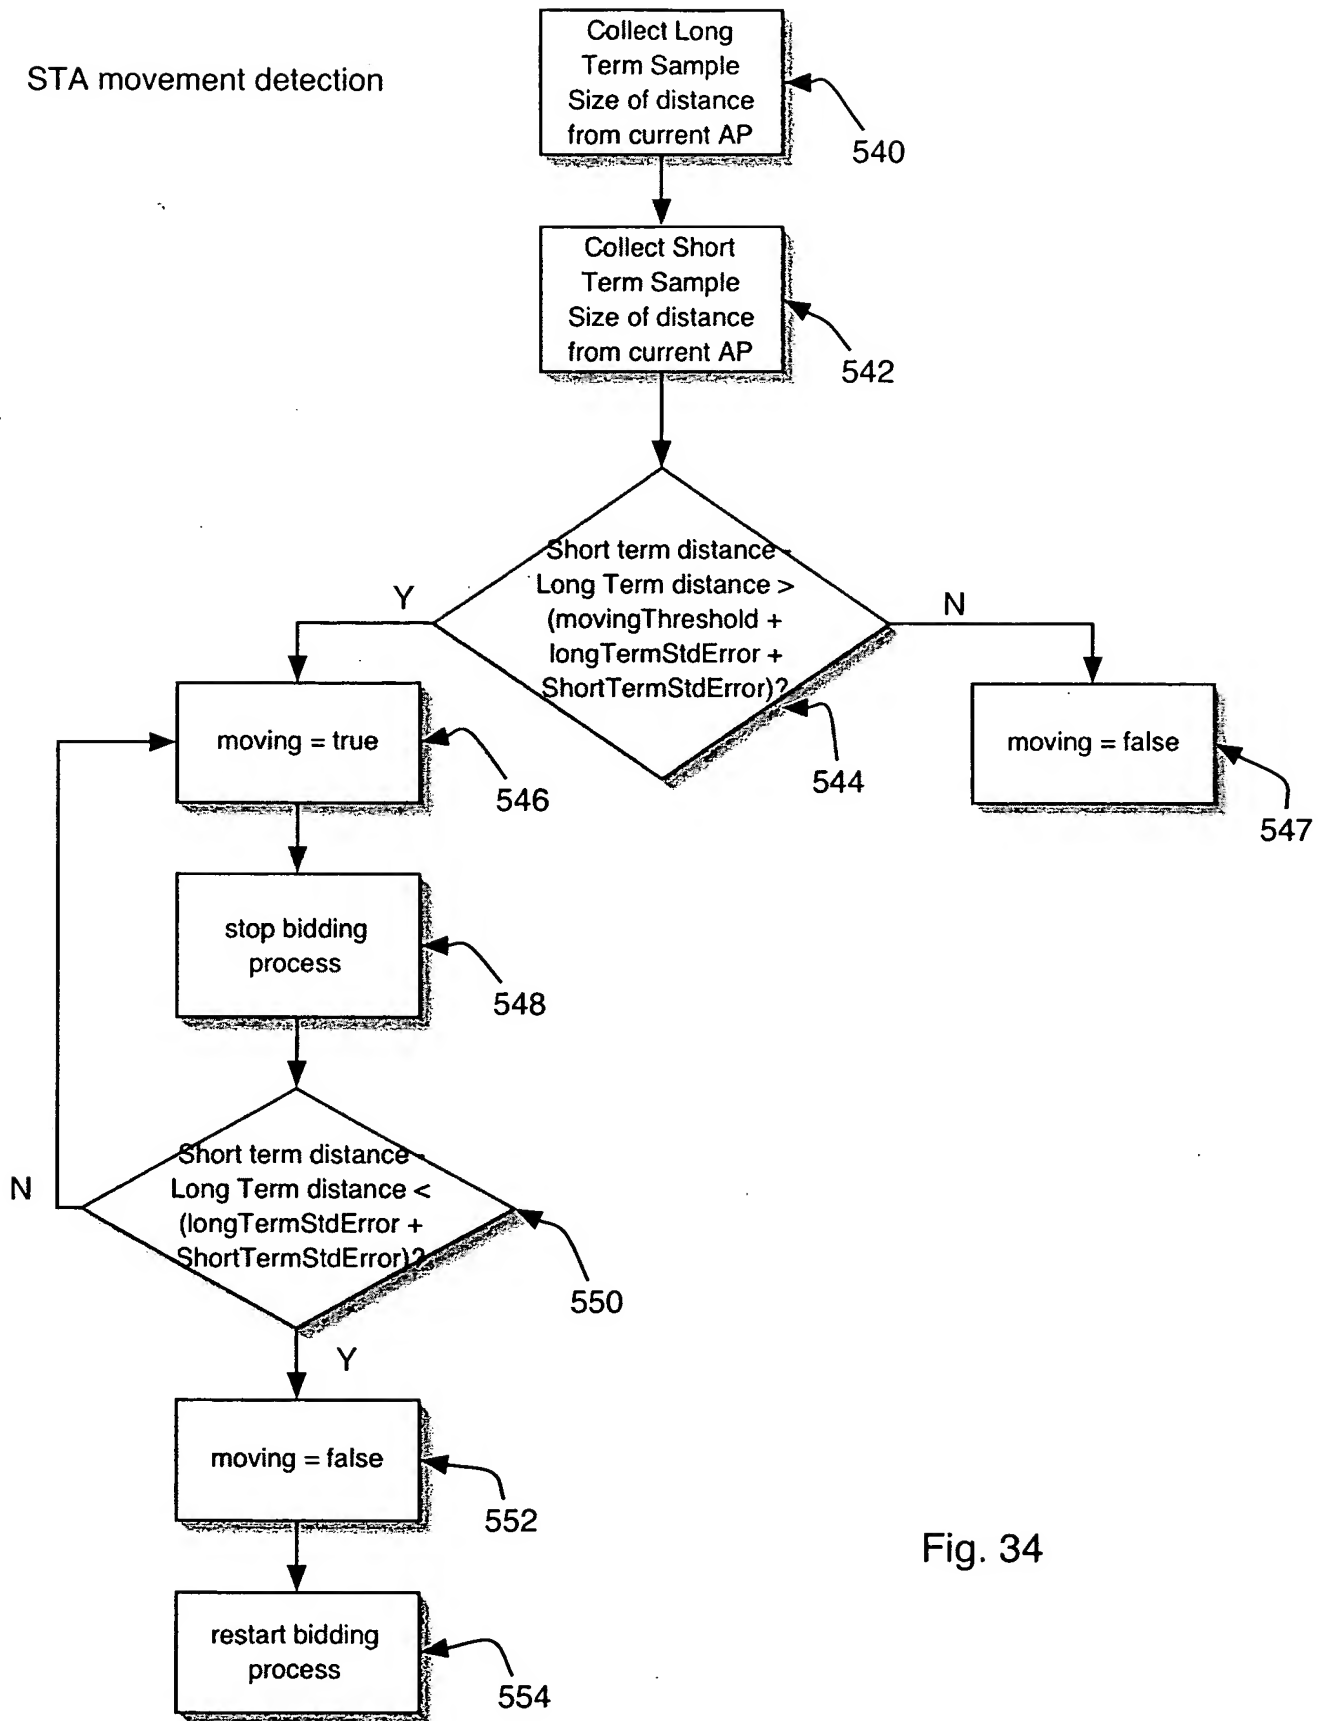 STA movement detection
Collect Long
Term Sample
Size of distance
from current AP
540
Collect Short
Term Sample
Size of distance
from current AP
542
Short term distance -
Long Term distance >
(movingThreshold +
longTermStdError +
ShortTermStdError)?
Y
N
544
moving = true
546
moving = false
547
stop bidding
process
548
Short term distance -
Long Term distance <
(longTermStdError +
ShortTermStdError)?
N
550
Y
moving = false
552
restart bidding
process
554
Fig. 34